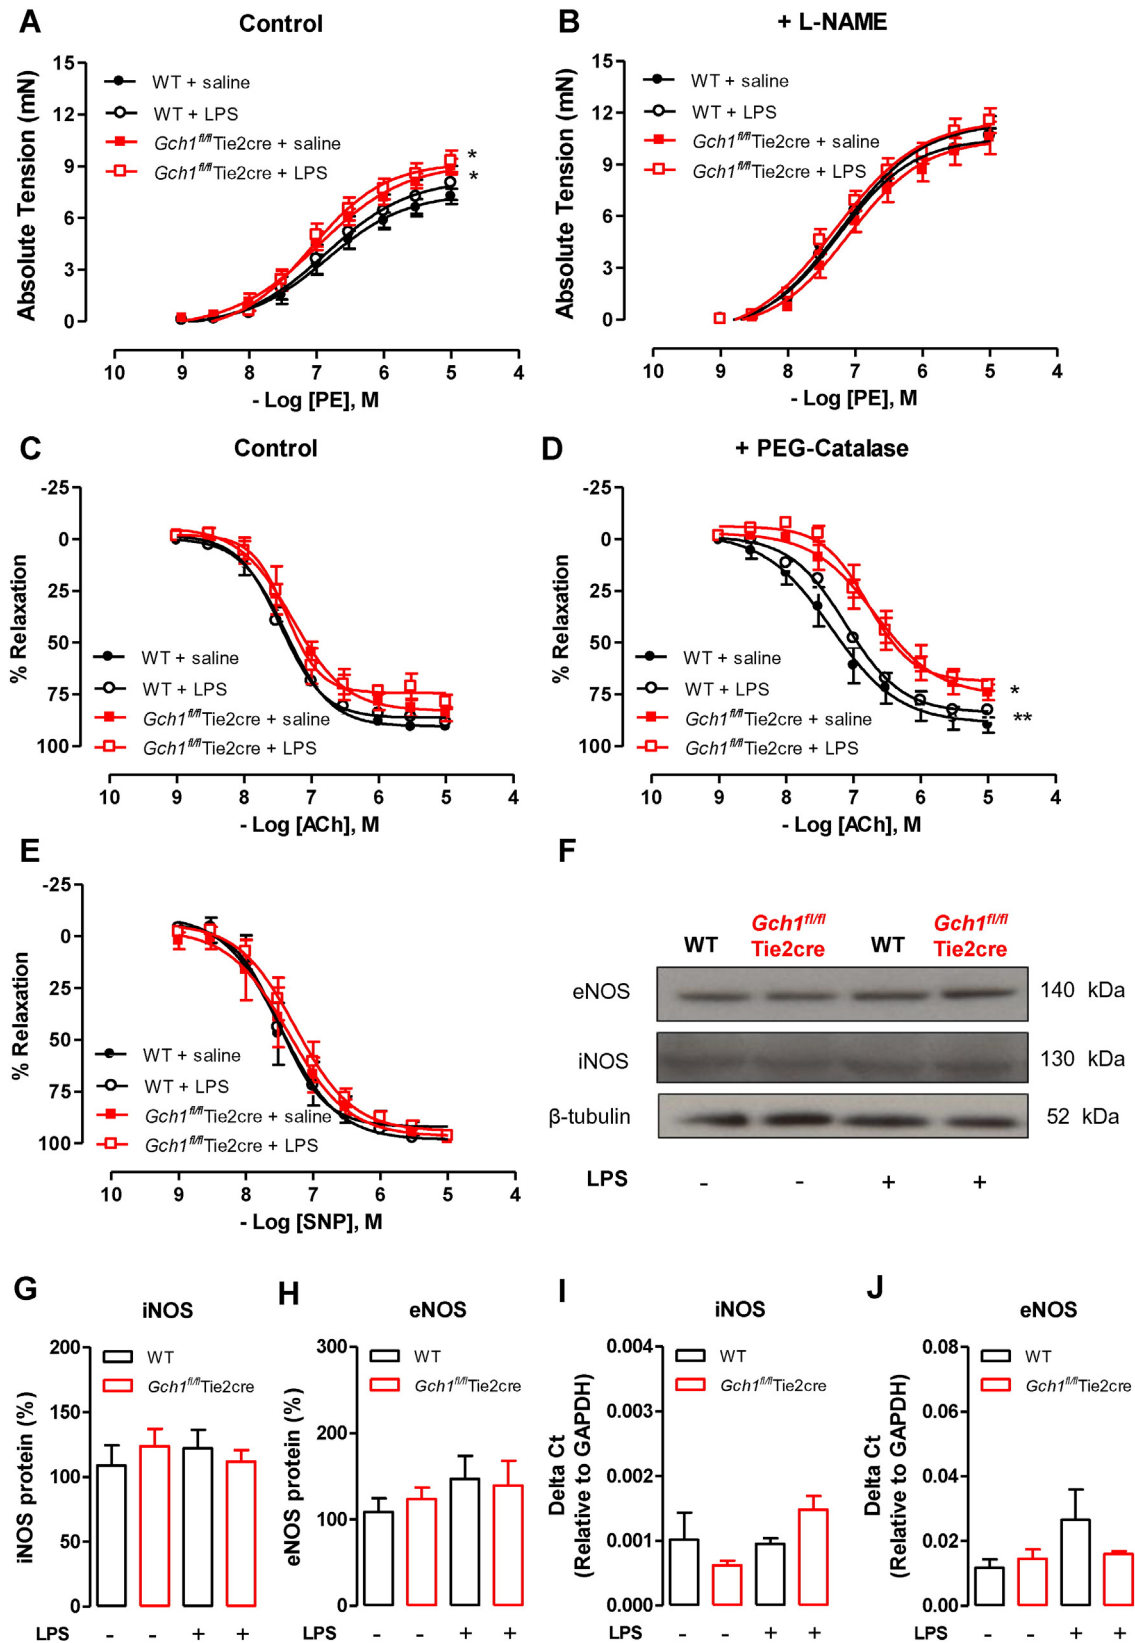 A
Control
15
12
9
6
3
0
Absolute Tension (mN)
WT + saline
WT + LPS
Gch1fl/flTie2cre + saline
Gch1fl/flTie2cre + LPS
*
*
10 9 8 7 6 5 4
- Log [PE], M
B
+ L-NAME
15
12
9
6
3
0
Absolute Tension (mN)
WT + saline
WT + LPS
Gch1fl/flTie2cre + saline
Gch1fl/flTie2cre + LPS
10 9 8 7 6 5 4
- Log [PE], M
C
Control
-25
0
25
50
75
100
% Relaxation
WT + saline
WT + LPS
Gch1fl/flTie2cre + saline
Gch1fl/flTie2cre + LPS
10 9 8 7 6 5 4
- Log [ACh], M
D
+ PEG-Catalase
-25
0
25
50
75
100
% Relaxation
WT + saline
WT + LPS
Gch1fl/flTie2cre + saline
Gch1fl/flTie2cre + LPS
*
**
10 9 8 7 6 5 4
- Log [ACh], M
E
-25
0
25
50
75
100
% Relaxation
WT + saline
WT + LPS
Gch1fl/flTie2cre + saline
Gch1fl/flTie2cre + LPS
10 9 8 7 6 5 4
- Log [SNP], M
F
WT Gch1fl/fl Tie2cre WT Gch1fl/fl Tie2cre
eNOS 140 kDa
iNOS 130 kDa
β-tubulin 52 kDa
LPS - - + +
G
iNOS
200
150
100
50
0
iNOS protein (%)
WT
Gch1fl/flTie2cre
LPS - - + +
H
eNOS
300
200
100
0
eNOS protein (%)
WT
Gch1fl/flTie2cre
LPS - - + +
I
iNOS
0.004
0.003
0.002
0.001
0.000
Delta Ct
(Relative to GAPDH)
WT
Gch1fl/flTie2cre
LPS - - + +
J
eNOS
0.08
0.06
0.04
0.02
0.00
Delta Ct
(Relative to GAPDH)
WT
Gch1fl/flTie2cre
LPS - - + +